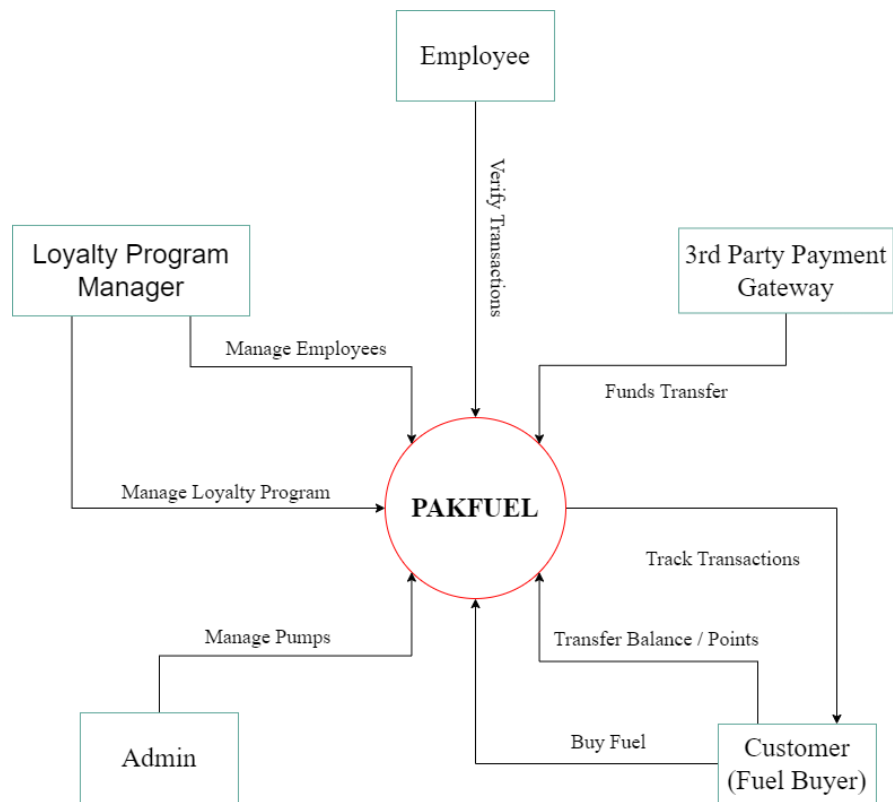 Employee
Verify Transactions
Loyalty Program
Manager
3rd Party Payment
Gateway
Manage Employees
Funds Transfer
Manage Loyalty Program
PAKFUEL
Track Transactions
Manage Pumps
Transfer Balance / Points
Admin
Buy Fuel
Customer
(Fuel Buyer)